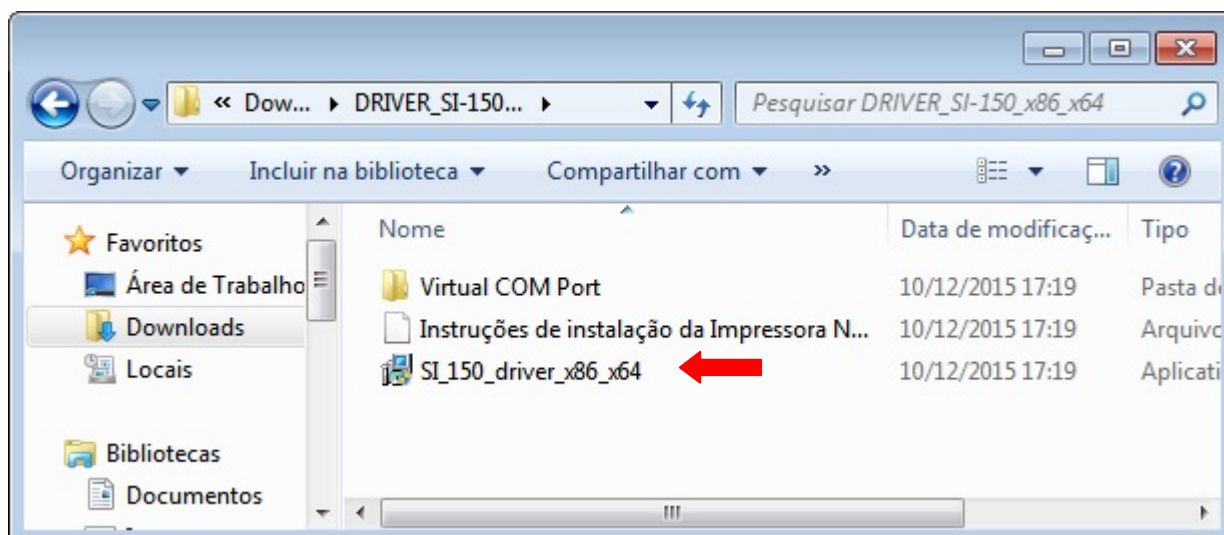 « Dow... ▸ DRIVER_SI-150... ▸ Pesquisar DRIVER_SI-150_x86_x64
Organizar Incluir na biblioteca Compartilhar com »
Nome Data de modificaç... Tipo
Favoritos
Área de Trabalho Virtual COM Port 10/12/2015 17:19 Pasta d
Downloads Instruções de instalação da Impressora N... 10/12/2015 17:19 Arquivo
Locais SI_150_driver_x86_x64 10/12/2015 17:19 Aplicati
Bibliotecas
Documentos